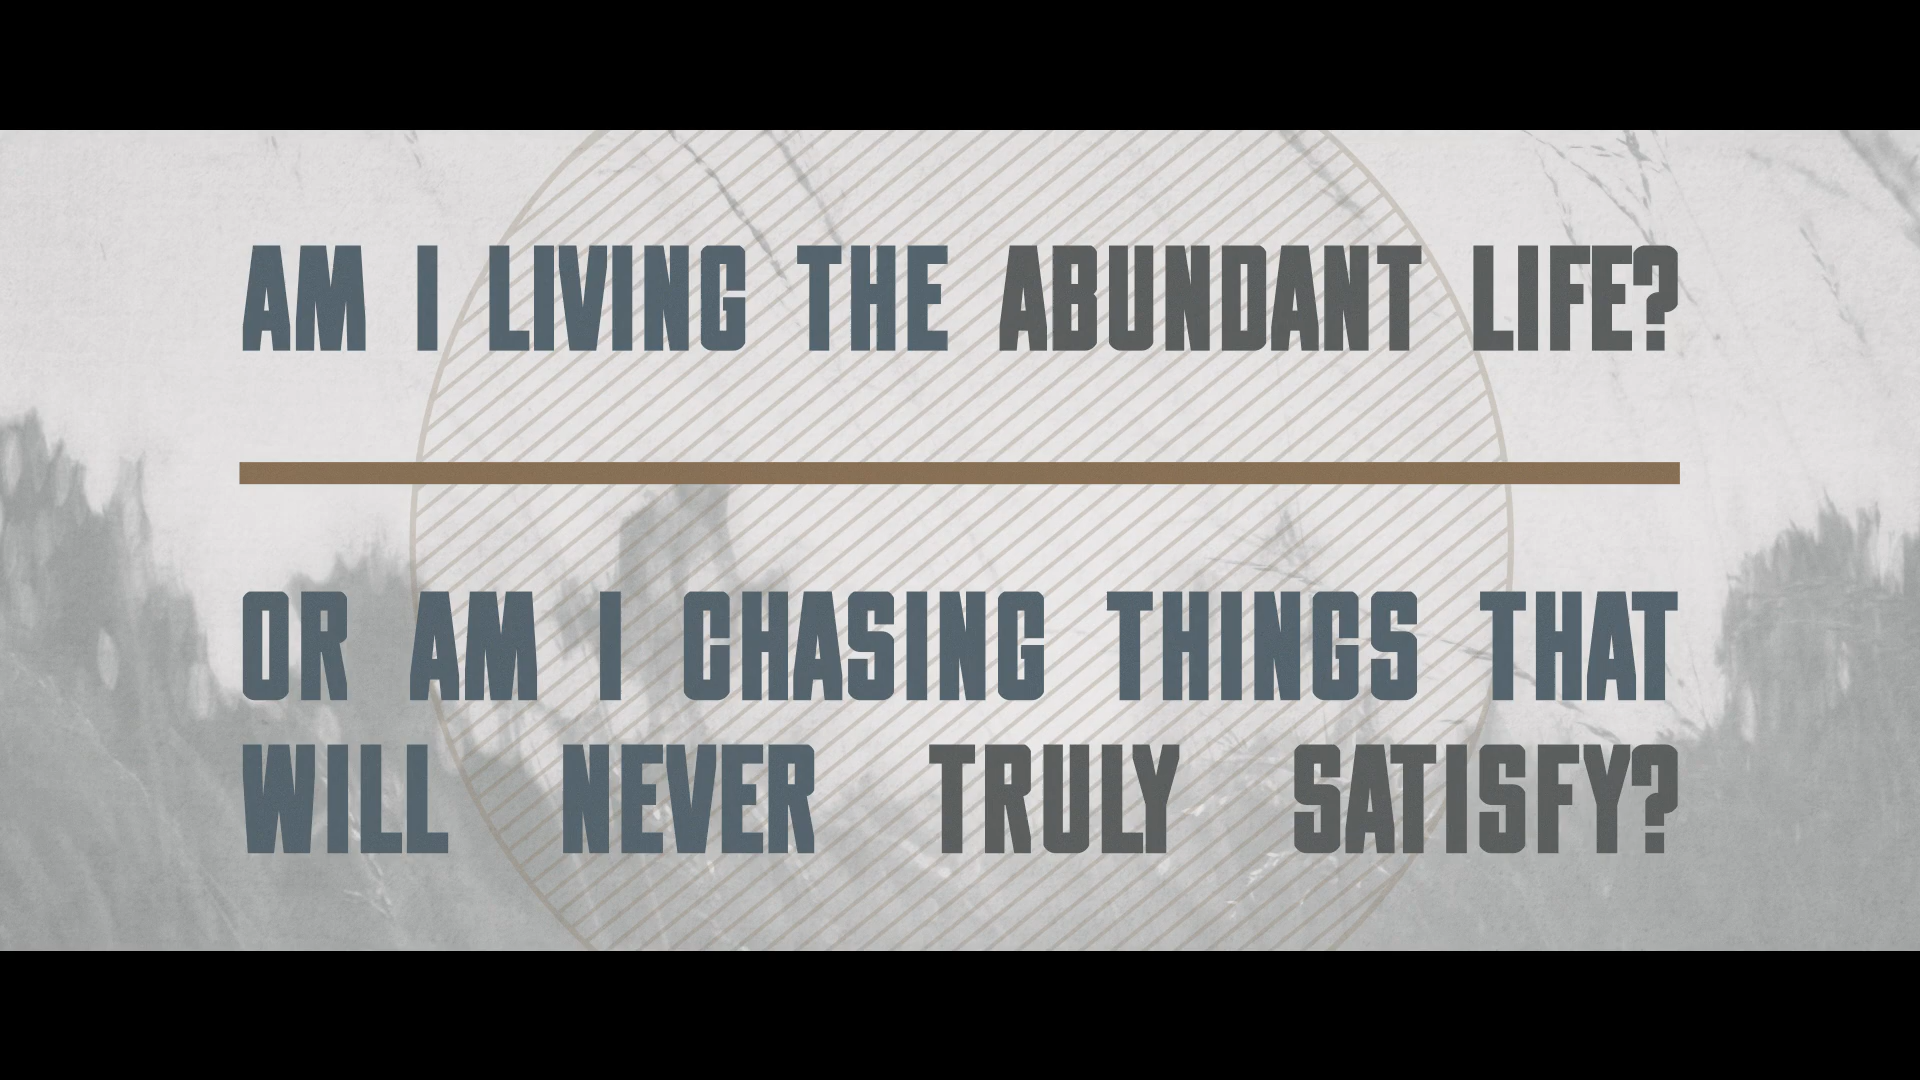 AM I LIVING THE ABUNDANT LIFE?
OR AM I CHASING THINGS THAT
WILL NEVER TRULY SATISFY?